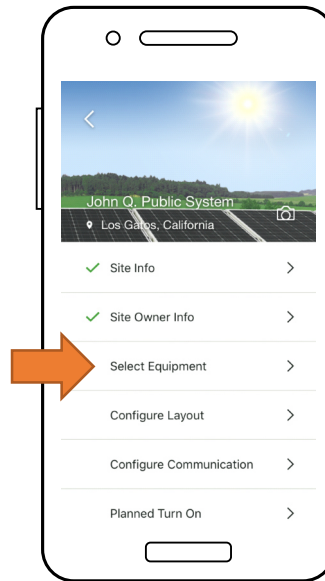 John Q. Public System
Los Gatos, California
Site Info
Site Owner Info
Select Equipment
Configure Layout
Configure Communication
Planned Turn On